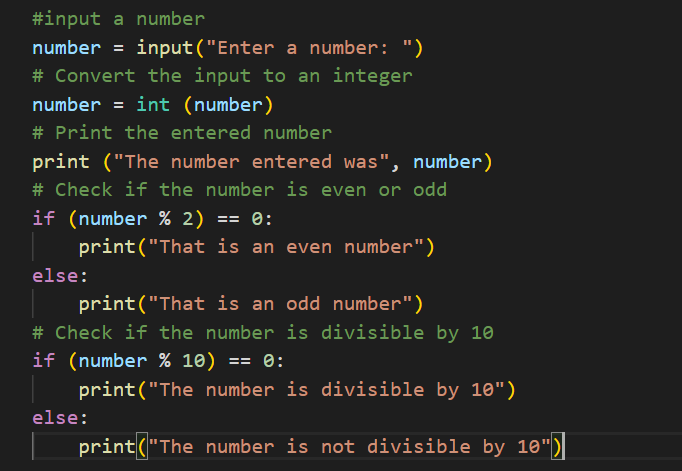 #input a number
number = input("Enter a number: ")
# Convert the input to an integer
number = int (number)
# Print the entered number
print ("The number entered was", number)
# Check if the number is even or odd
if (number % 2) == 0:
    print("That is an even number")
else:
    print("That is an odd number")
# Check if the number is divisible by 10
if (number % 10) == 0:
    print("The number is divisible by 10")
else:
    print("The number is not divisible by 10")